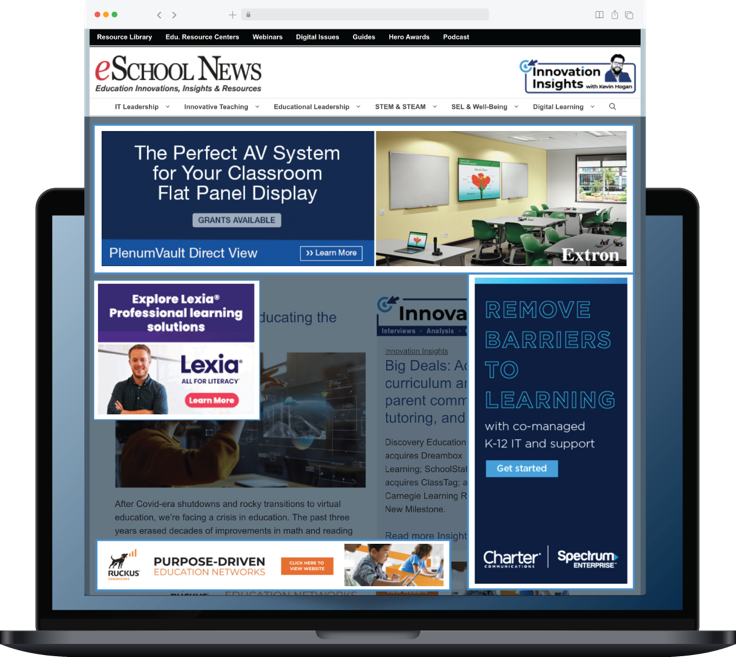 Resource Library Edu. Resource Centers Webinars Digital Issues Guides Hero Awards Podcast
eSCHOOL NEWS
Education Innovations, Insights & Resources
Innovation
Insights with Kevin Hogan
IT Leadership Innovative Teaching Educational Leadership STEM & STEAM SEL & Well-Being Digital Learning
The Perfect AV System
for Your Classroom
Flat Panel Display
GRANTS AVAILABLE
PlenumVault Direct View
›› Learn More
Extron
Explore Lexia®
Professional learning
solutions
Lexia®
ALL FOR LITERACY
Learn More
ducating the
Innova
Interviews • Analysis •
Innovation Insights
Big Deals: Ac
curriculum a
parent comm
tutoring, and
Discovery Education
acquires Dreambox
Learning; SchoolStat
acquires ClassTag; a
Carnegie Learning R
New Milestone.
Read more Insight
After Covid-era shutdowns and rocky transitions to virtual
education, we're facing a crisis in education. The past three
years erased decades of improvements in math and reading
REMOVE
BARRIERS
TO
LEARNING
with co-managed
K-12 IT and support
Get started
Charter
COMMUNICATIONS
Spectrum
ENTERPRISE
RUCKUS
PURPOSE-DRIVEN
EDUCATION NETWORKS
CLICK HERE TO
VIEW WEBSITE
RUCKUS EDUCATION NETWORKS